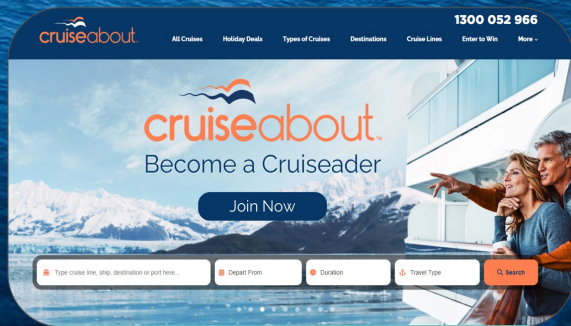 1300 052 966
cruiseabout
All Cruises Holiday Deals Types of Cruises Destinations Cruise Lines Enter to Win More
cruiseabout™
Become a Cruiseader
Join Now
Type cruise line, ship, destination or port here... Depart From Duration Travel Type Search